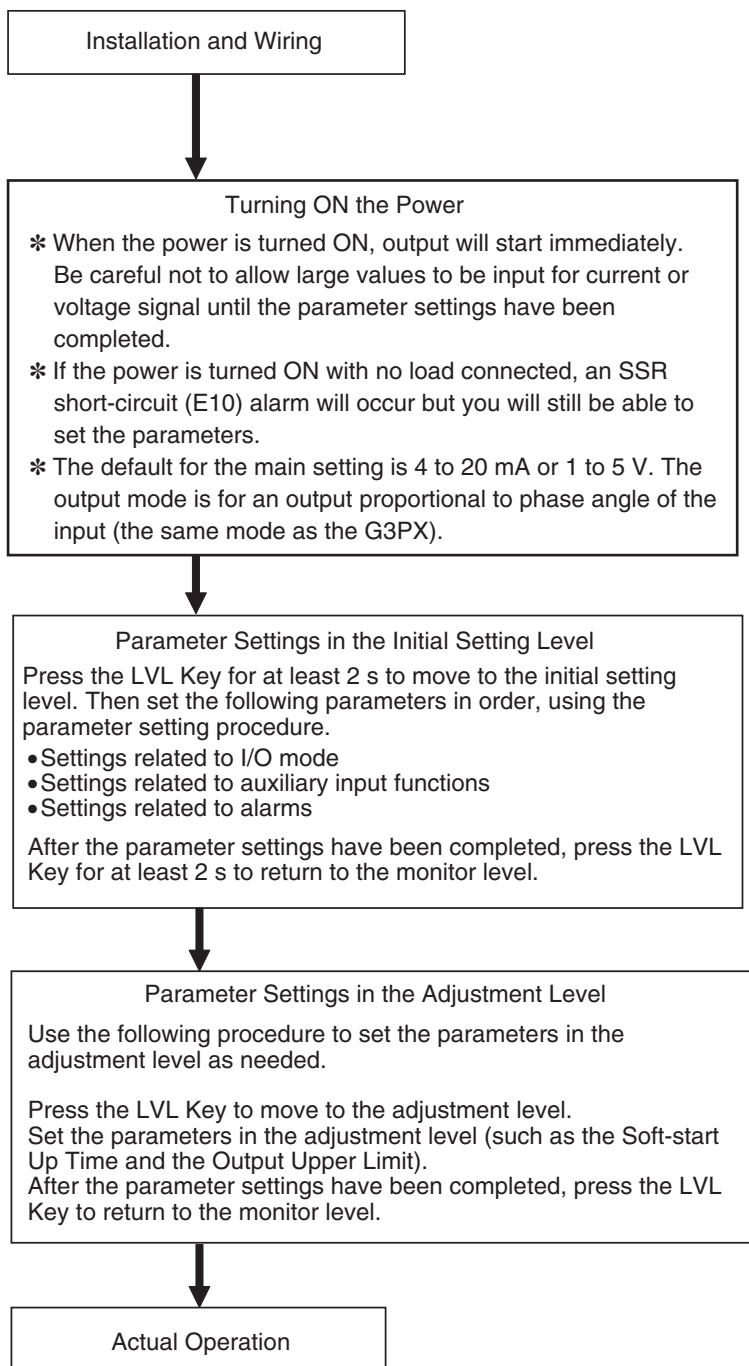 Installation and Wiring
Turning ON the Power
✻ When the power is turned ON, output will start immediately.
Be careful not to allow large values to be input for current or
voltage signal until the parameter settings have been
completed.
✻ If the power is turned ON with no load connected, an SSR
short-circuit (E10) alarm will occur but you will still be able to
set the parameters.
✻ The default for the main setting is 4 to 20 mA or 1 to 5 V. The
output mode is for an output proportional to phase angle of the
input (the same mode as the G3PX).
Parameter Settings in the Initial Setting Level
Press the LVL Key for at least 2 s to move to the initial setting
level. Then set the following parameters in order, using the
parameter setting procedure.
•Settings related to I/O mode
•Settings related to auxiliary input functions
•Settings related to alarms
After the parameter settings have been completed, press the LVL
Key for at least 2 s to return to the monitor level.
Parameter Settings in the Adjustment Level
Use the following procedure to set the parameters in the
adjustment level as needed.
Press the LVL Key to move to the adjustment level.
Set the parameters in the adjustment level (such as the Soft-start
Up Time and the Output Upper Limit).
After the parameter settings have been completed, press the LVL
Key to return to the monitor level.
Actual Operation